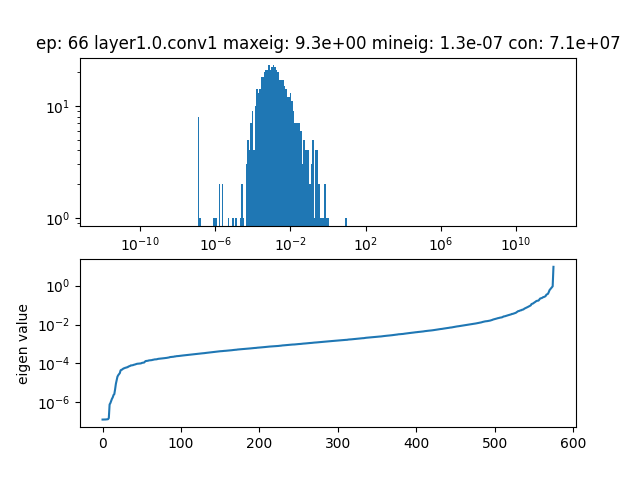 ep: 66 layer1.0.conv1 maxeig: 9.3e+00 mineig: 1.3e-07 con: 7.1e+07
10¹
10⁰
10⁻¹⁰ 10⁻⁶ 10⁻² 10² 10⁶ 10¹⁰
eigen value
10⁰
10⁻²
10⁻⁴
10⁻⁶
0 100 200 300 400 500 600